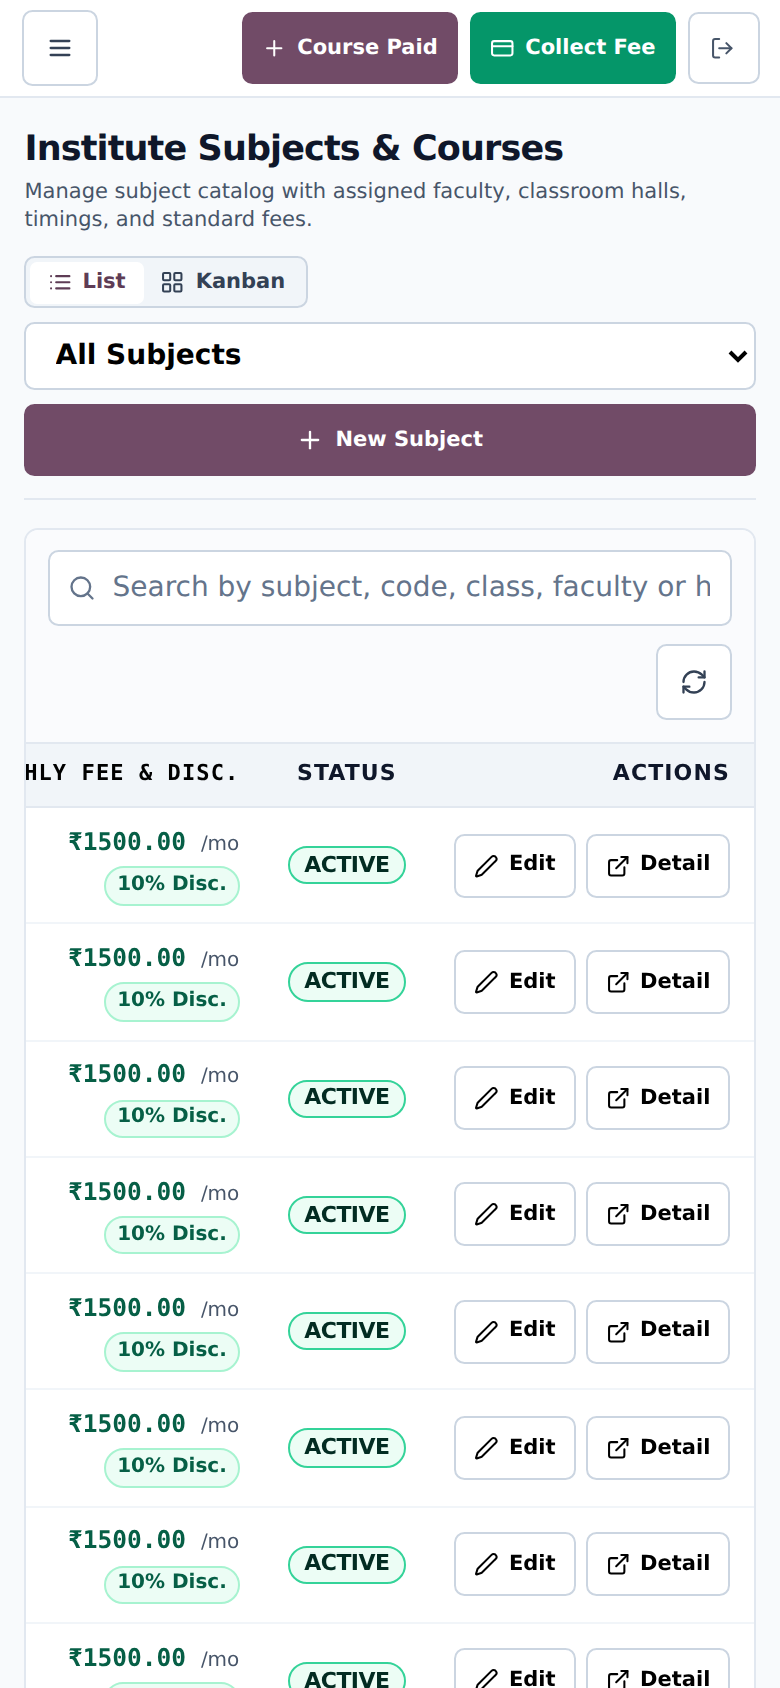 Course Paid
Collect Fee
Institute Subjects & Courses
Manage subject catalog with assigned faculty, classroom halls,
timings, and standard fees.
List
Kanban
All Subjects
New Subject
Search by subject, code, class, faculty or h
HLY FEE & DISC. STATUS ACTIONS
₹1500.00 /mo
10% Disc.
ACTIVE
Edit
Detail
₹1500.00 /mo
10% Disc.
ACTIVE
Edit
Detail
₹1500.00 /mo
10% Disc.
ACTIVE
Edit
Detail
₹1500.00 /mo
10% Disc.
ACTIVE
Edit
Detail
₹1500.00 /mo
10% Disc.
ACTIVE
Edit
Detail
₹1500.00 /mo
10% Disc.
ACTIVE
Edit
Detail
₹1500.00 /mo
10% Disc.
ACTIVE
Edit
Detail
₹1500.00 /mo
ACTIVE
Edit
Detail